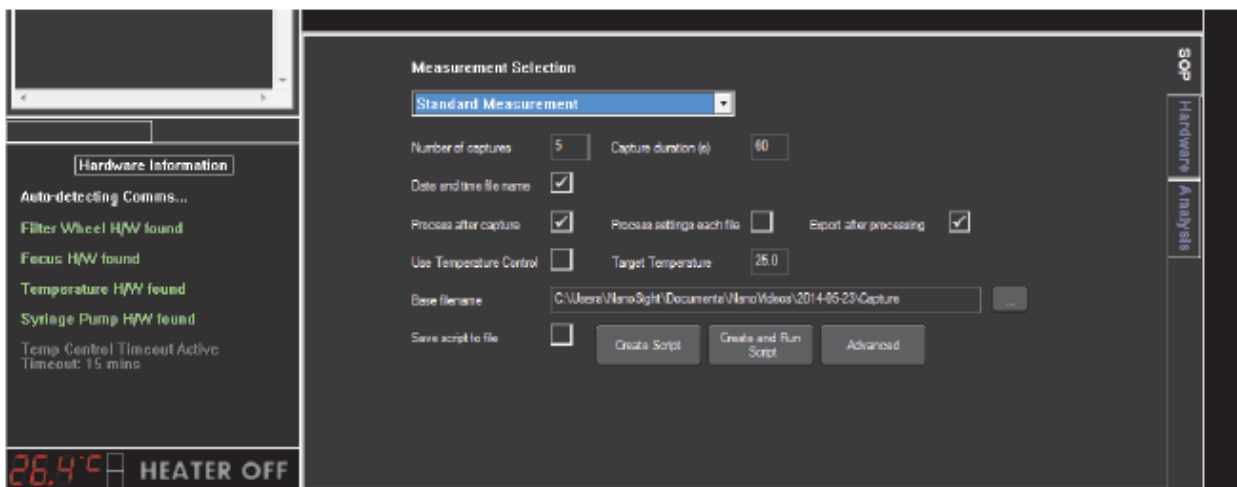 Hardware Information
Auto-detecting Comms...
Filter Wheel H/W found
Focus H/W found
Temperature H/W found
Syringe Pump H/W found
Temp Control Timeout Active
Timeout: 15 mins
26.4°C HEATER OFF
Measurement Selection
Standard Measurement
Number of captures 5 Capture duration (s) 60
Date and time file name
Process after capture Process settings each file Export after processing
Use Temperature Control Target Temperature 25.0
Base filename C:\Users\NanoSight\Documents\NanoVideos\2014-06-23\Capture ...
Save script to file Create Script Create and Run Script Advanced
SOP
Hardware
Analysis